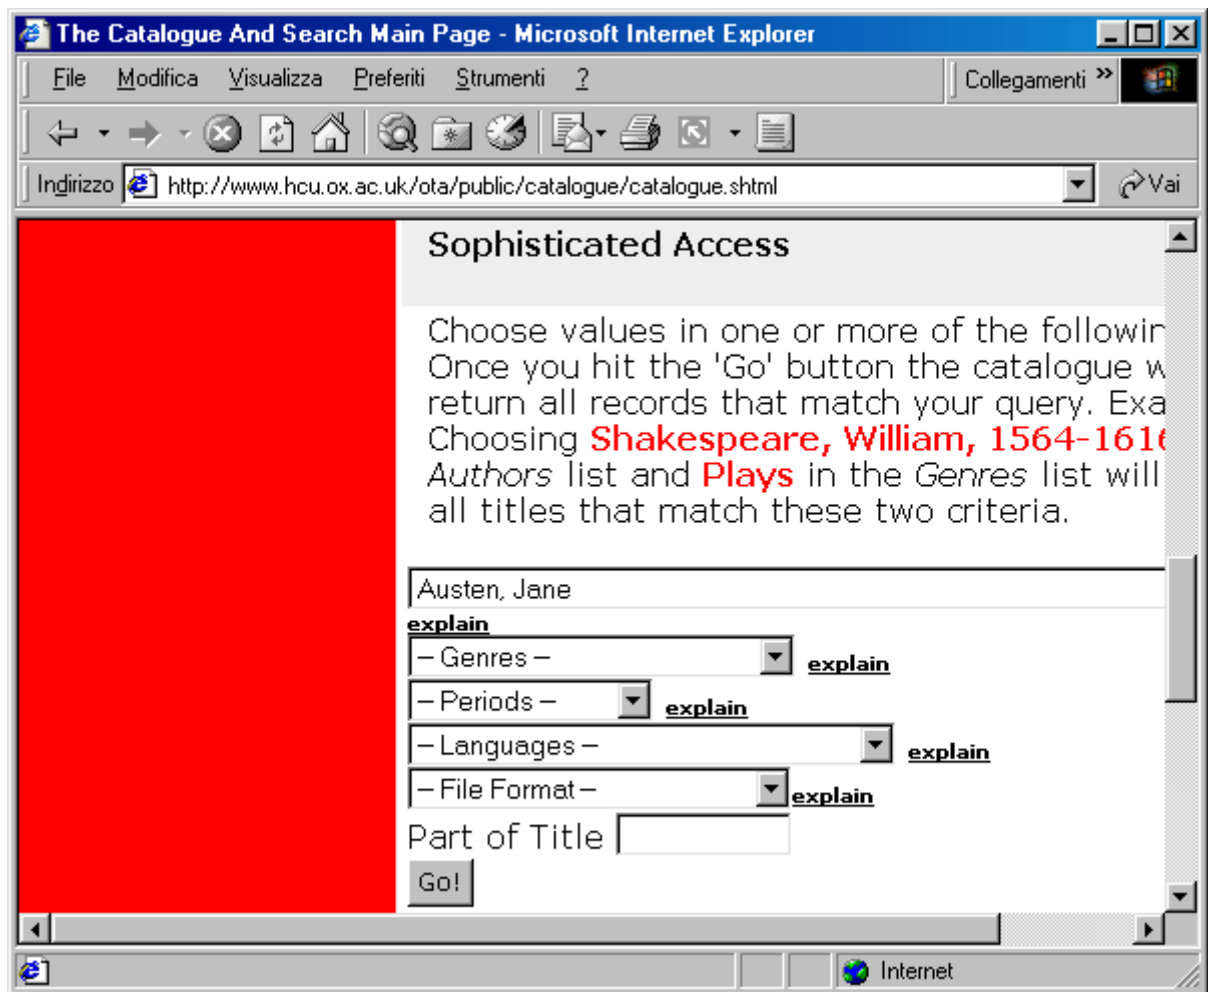 The Catalogue And Search Main Page - Microsoft Internet Explorer
File Modifica Visualizza Preferiti Strumenti ? Collegamenti »
Indirizzo http://www.hcu.ox.ac.uk/ota/public/catalogue/catalogue.shtml Vai
Sophisticated Access
Choose values in one or more of the followin
Once you hit the 'Go' button the catalogue w
return all records that match your query. Exa
Choosing Shakespeare, William, 1564-1616
Authors list and Plays in the Genres list will
all titles that match these two criteria.
Austen, Jane
explain
– Genres – explain
– Periods – explain
– Languages – explain
– File Format – explain
Part of Title
Go!
Internet